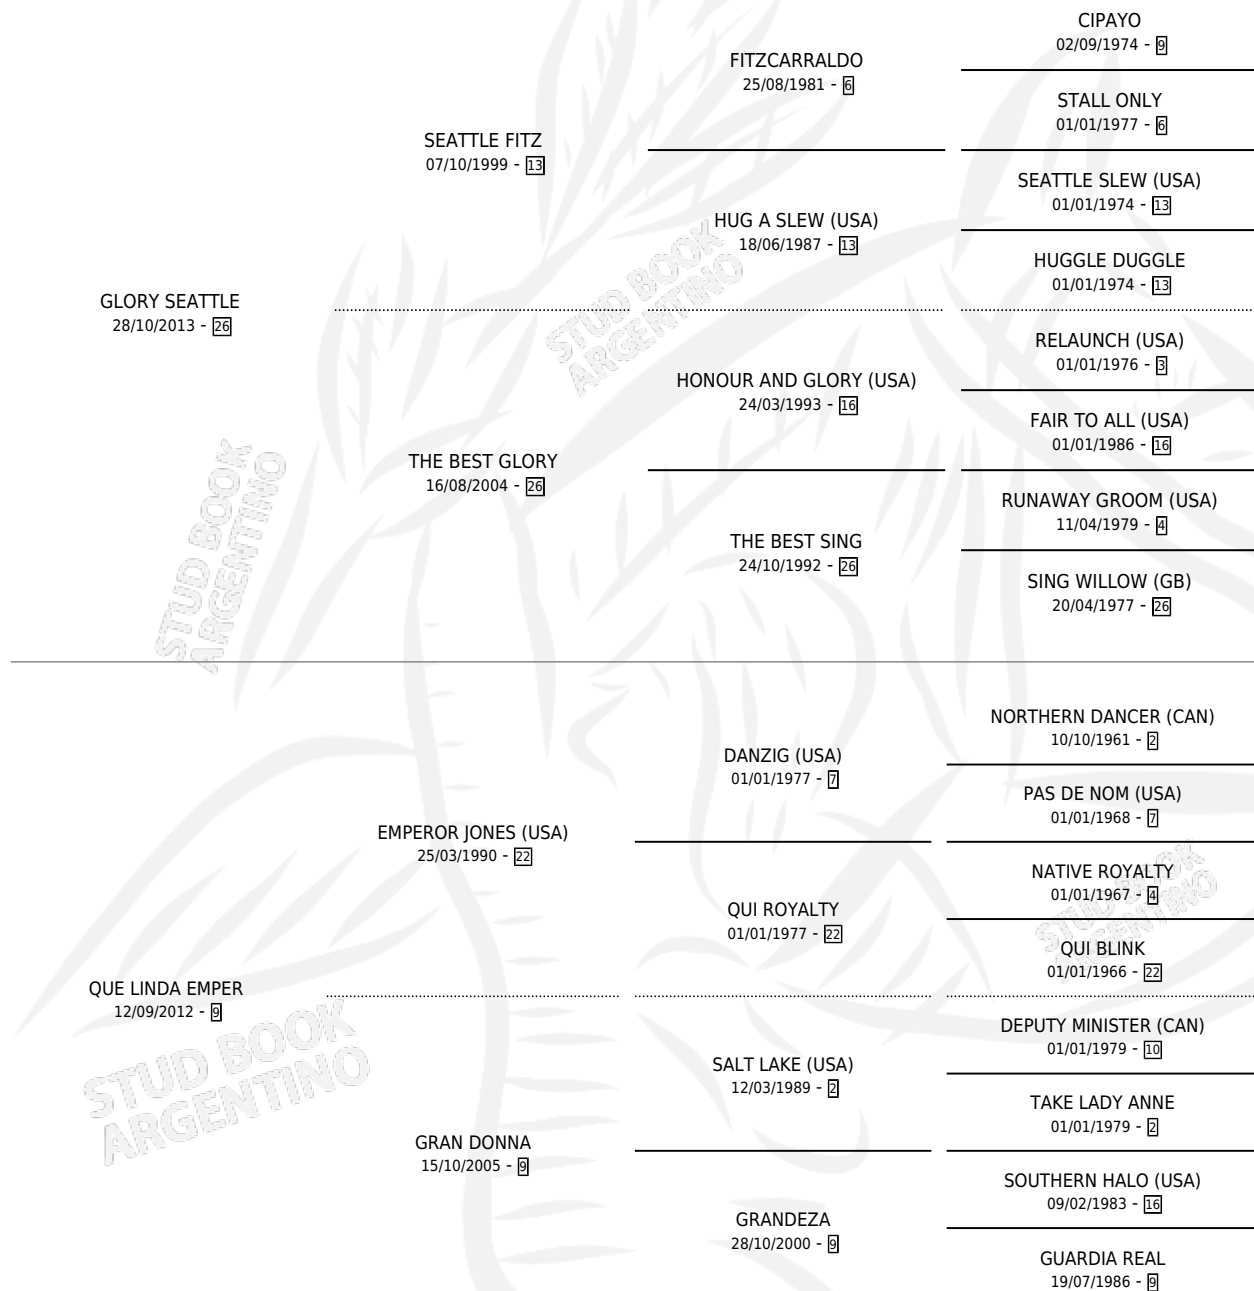 CIPAYO
02/09/1974 - 9
FITZCARRALDO
25/08/1981 - 6
STALL ONLY
01/01/1977 - 6
SEATTLE FITZ
07/10/1999 - 13
SEATTLE SLEW (USA)
01/01/1974 - 13
HUG A SLEW (USA)
18/06/1987 - 13
HUGGLE DUGGLE
01/01/1974 - 13
GLORY SEATTLE
28/10/2013 - 26
RELAUNCH (USA)
01/01/1976 - 3
HONOUR AND GLORY (USA)
24/03/1993 - 16
FAIR TO ALL (USA)
01/01/1986 - 16
THE BEST GLORY
16/08/2004 - 26
RUNAWAY GROOM (USA)
11/04/1979 - 4
THE BEST SING
24/10/1992 - 26
SING WILLOW (GB)
20/04/1977 - 26
STUD BOOK
ARGENTINO
STUD BOOK
ARGENTINO
NORTHERN DANCER (CAN)
10/10/1961 - 2
DANZIG (USA)
01/01/1977 - 7
PAS DE NOM (USA)
01/01/1968 - 7
EMPEROR JONES (USA)
25/03/1990 - 22
NATIVE ROYALTY
01/01/1967 - 4
QUI ROYALTY
01/01/1977 - 22
QUI BLINK
01/01/1966 - 22
QUE LINDA EMPER
12/09/2012 - 9
DEPUTY MINISTER (CAN)
01/01/1979 - 10
SALT LAKE (USA)
12/03/1989 - 2
TAKE LADY ANNE
01/01/1979 - 2
GRAN DONNA
15/10/2005 - 9
SOUTHERN HALO (USA)
09/02/1983 - 16
GRANDEZA
28/10/2000 - 9
GUARDIA REAL
19/07/1986 - 9
STUD BOOK
ARGENTINO
STUD BOOK
ARGENTINO